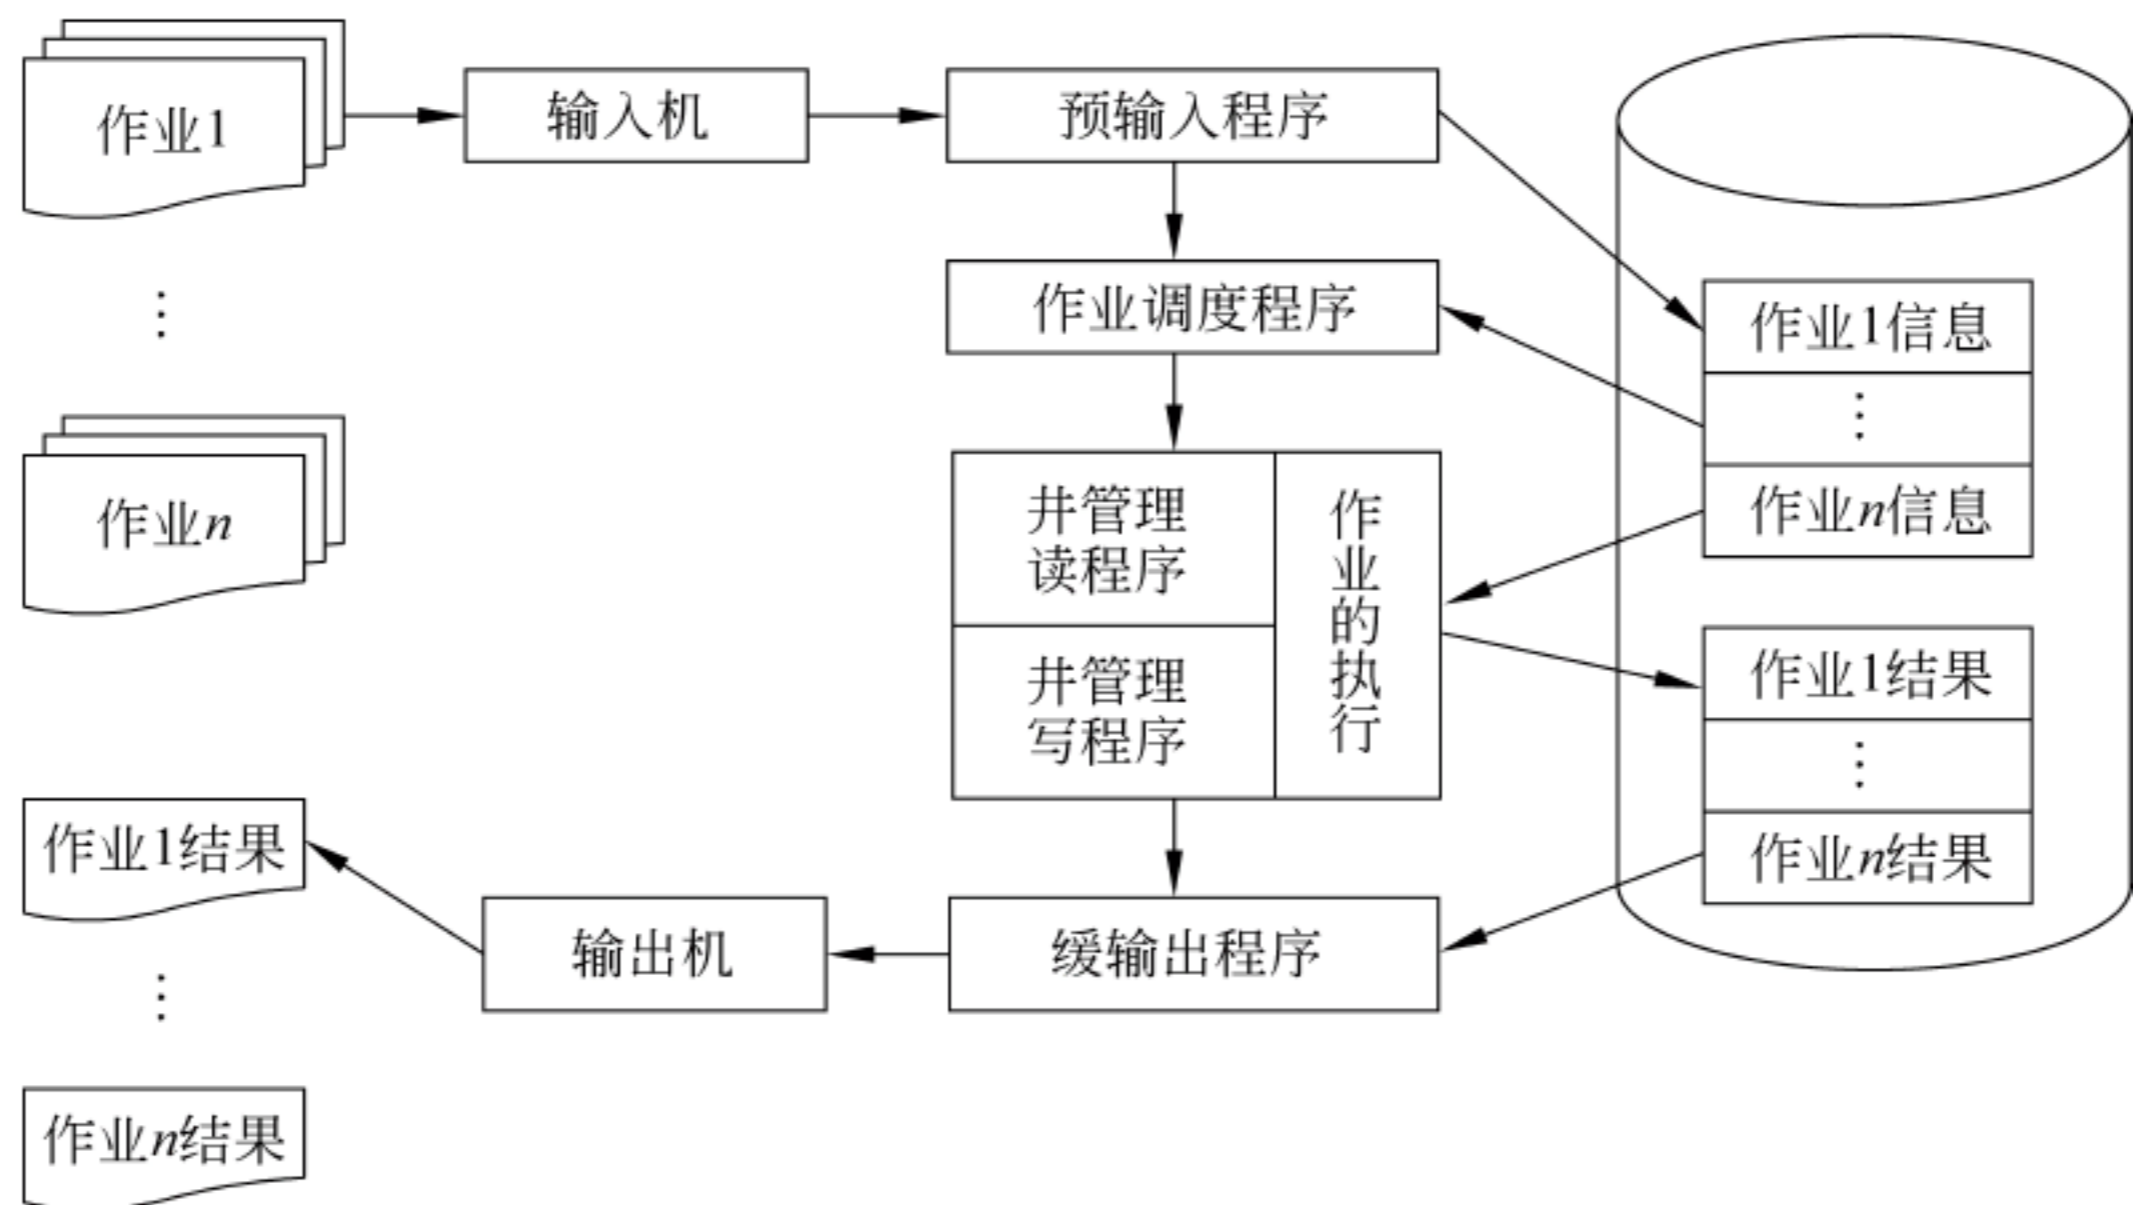 作业1
输入机
预输入程序
作业调度程序
作业1信息
⋮
⋮
作业n
井管理
读程序
作业的执行
作业n信息
井管理
写程序
作业1结果
⋮
作业1结果
作业n结果
输出机
缓输出程序
⋮
作业n结果